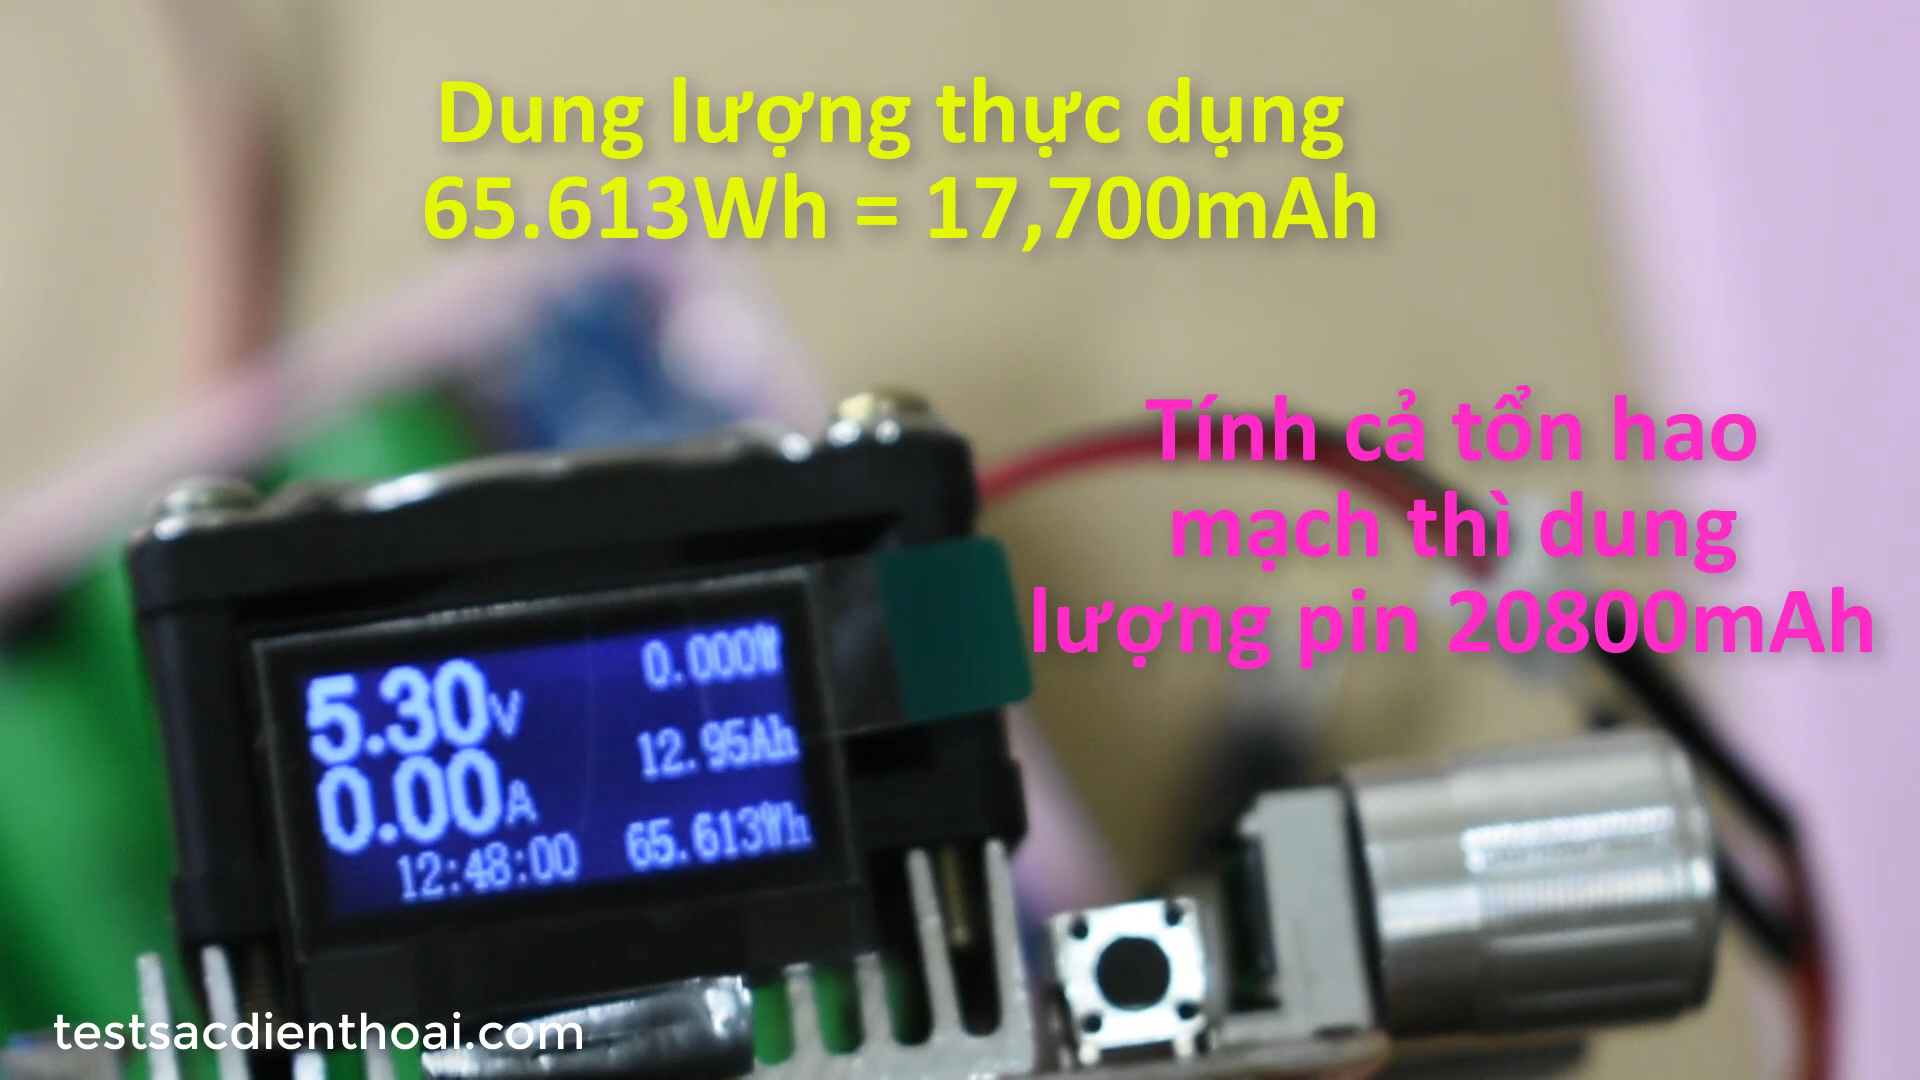 Dung lượng thực dụng
65.613Wh = 17,700mAh
Tính cả tổn hao
mạch thì dung
lượng pin 20800mAh
5.30V
0.000W
0.00A
12.95Ah
12:48:00
65.613Wh
testsacdienthoai.com